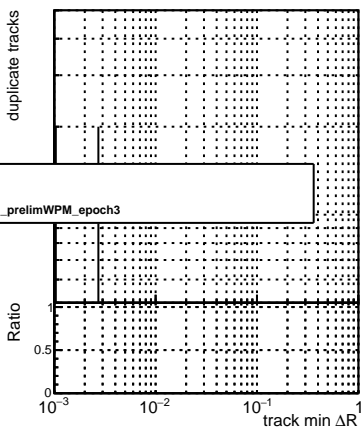 duplicate tracks
_prelimWPM_epoch3
Ratio
1
0.5
0
10⁻³ 10⁻² 10⁻¹ 1
track min ΔR